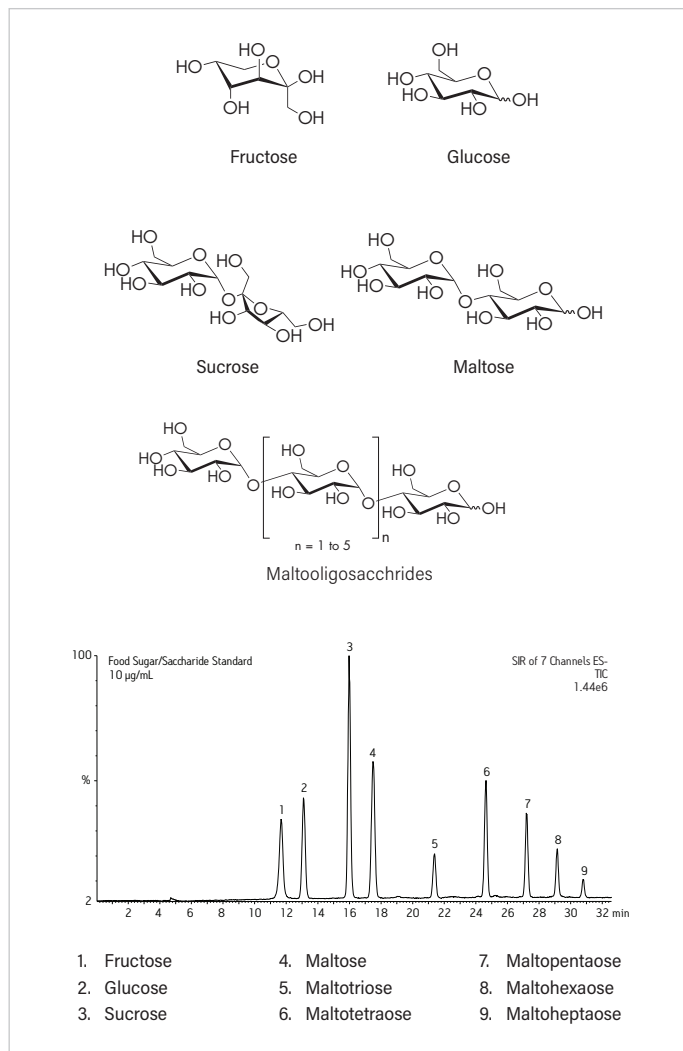 HO
O
HO
OH
OH
OH
Fructose
OH
HO
O
HO
HO
OH
Glucose
HO
O
HO
HO
HO
HO
O
O
HO
OH
OH
Sucrose
HO
O
HO
HO
HO
HO
O
O
HO
HO
OH
Maltose
HO
O
HO
HO
OH
O
HO
O
HO
HO
O
n
n = 1 to 5
HO
O
HO
HO
OH
Maltooligosacchrides
Food Sugar/Saccharide Standard
10 µg/mL
SIR of 7 Channels ES-
TIC
1.44e6
100
%
2
1
2
3
4
5
6
7
8
9
2 4 6 8 10 12 14 16 18 20 22 24 26 28 30 32 min
1. Fructose
2. Glucose
3. Sucrose
4. Maltose
5. Maltotriose
6. Maltotetraose
7. Maltopentaose
8. Maltohexaose
9. Maltoheptaose